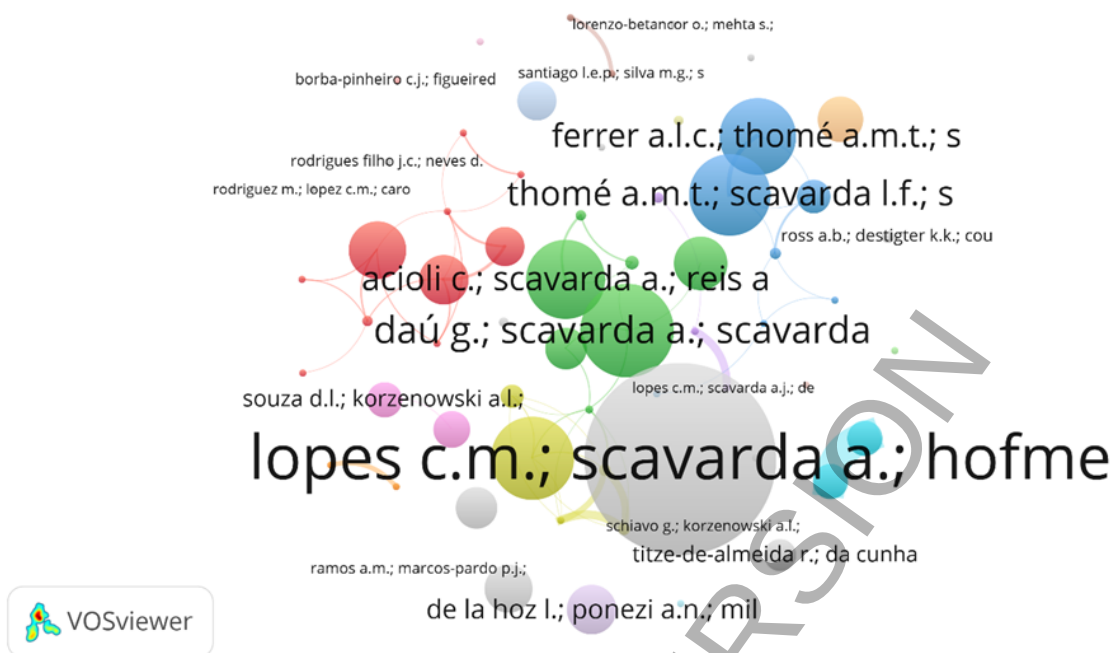 lorenzo-betancor o.; mehta s.;
santiago l.e.p.; silva m.g.; s
borba-pinheiro c.j.; figueired
ferrer a.l.c.; thomé a.m.t.; s
rodrigues filho j.c.; neves d.
rodriguez m.; lopez c.m.; caro
thomé a.m.t.; scavarda l.f.; s
ross a.b.; destigter k.k.; cou
acioli c.; scavarda a.; reis a
daú g.; scavarda a.; scavarda
lopes c.m.; scavarda a.j.; de
souza d.l.; korzenowski a.l.;
lopes c.m.; scavarda a.; hofme
schiavo g.; korzenowski a.l.;
titze-de-almeida r.; da cunha
ramos a.m.; marcos-pardo p.j.;
de la hoz l.; ponezi a.n.; mil
VOSviewer
RSION